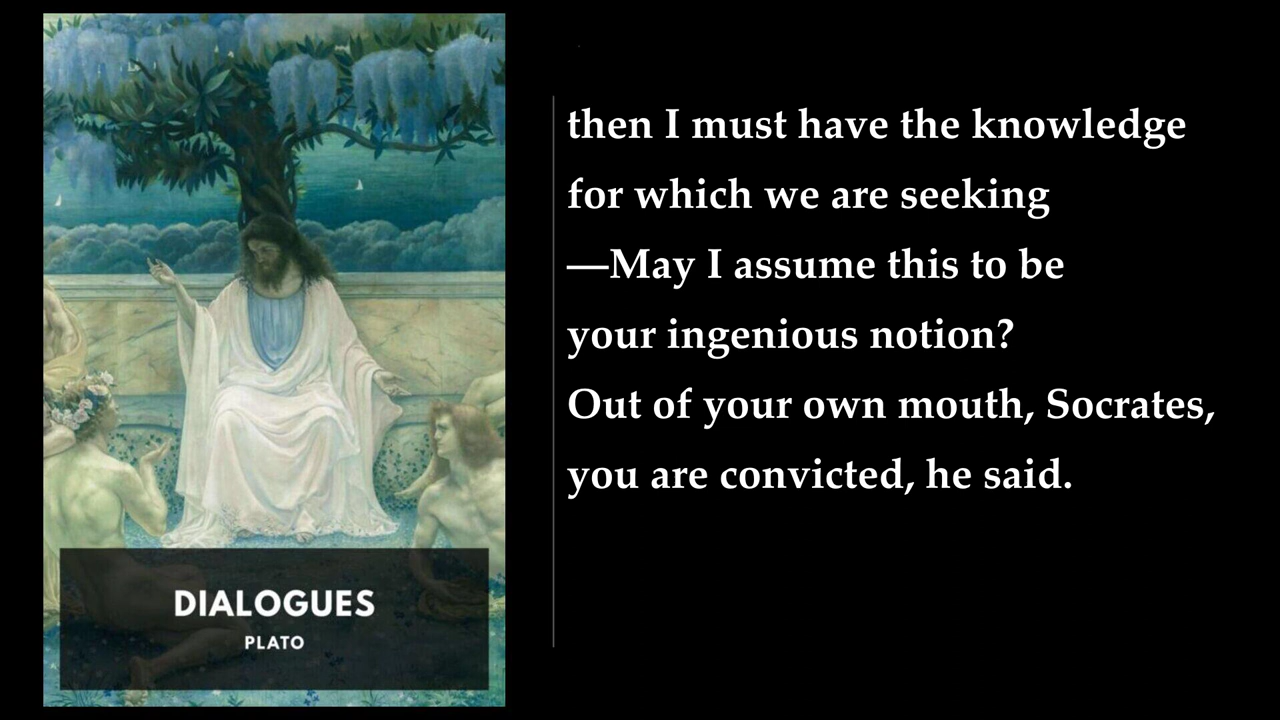 then I must have the knowledge
for which we are seeking
—May I assume this to be
your ingenious notion?
Out of your own mouth, Socrates,
you are convicted, he said.
DIALOGUES
PLATO